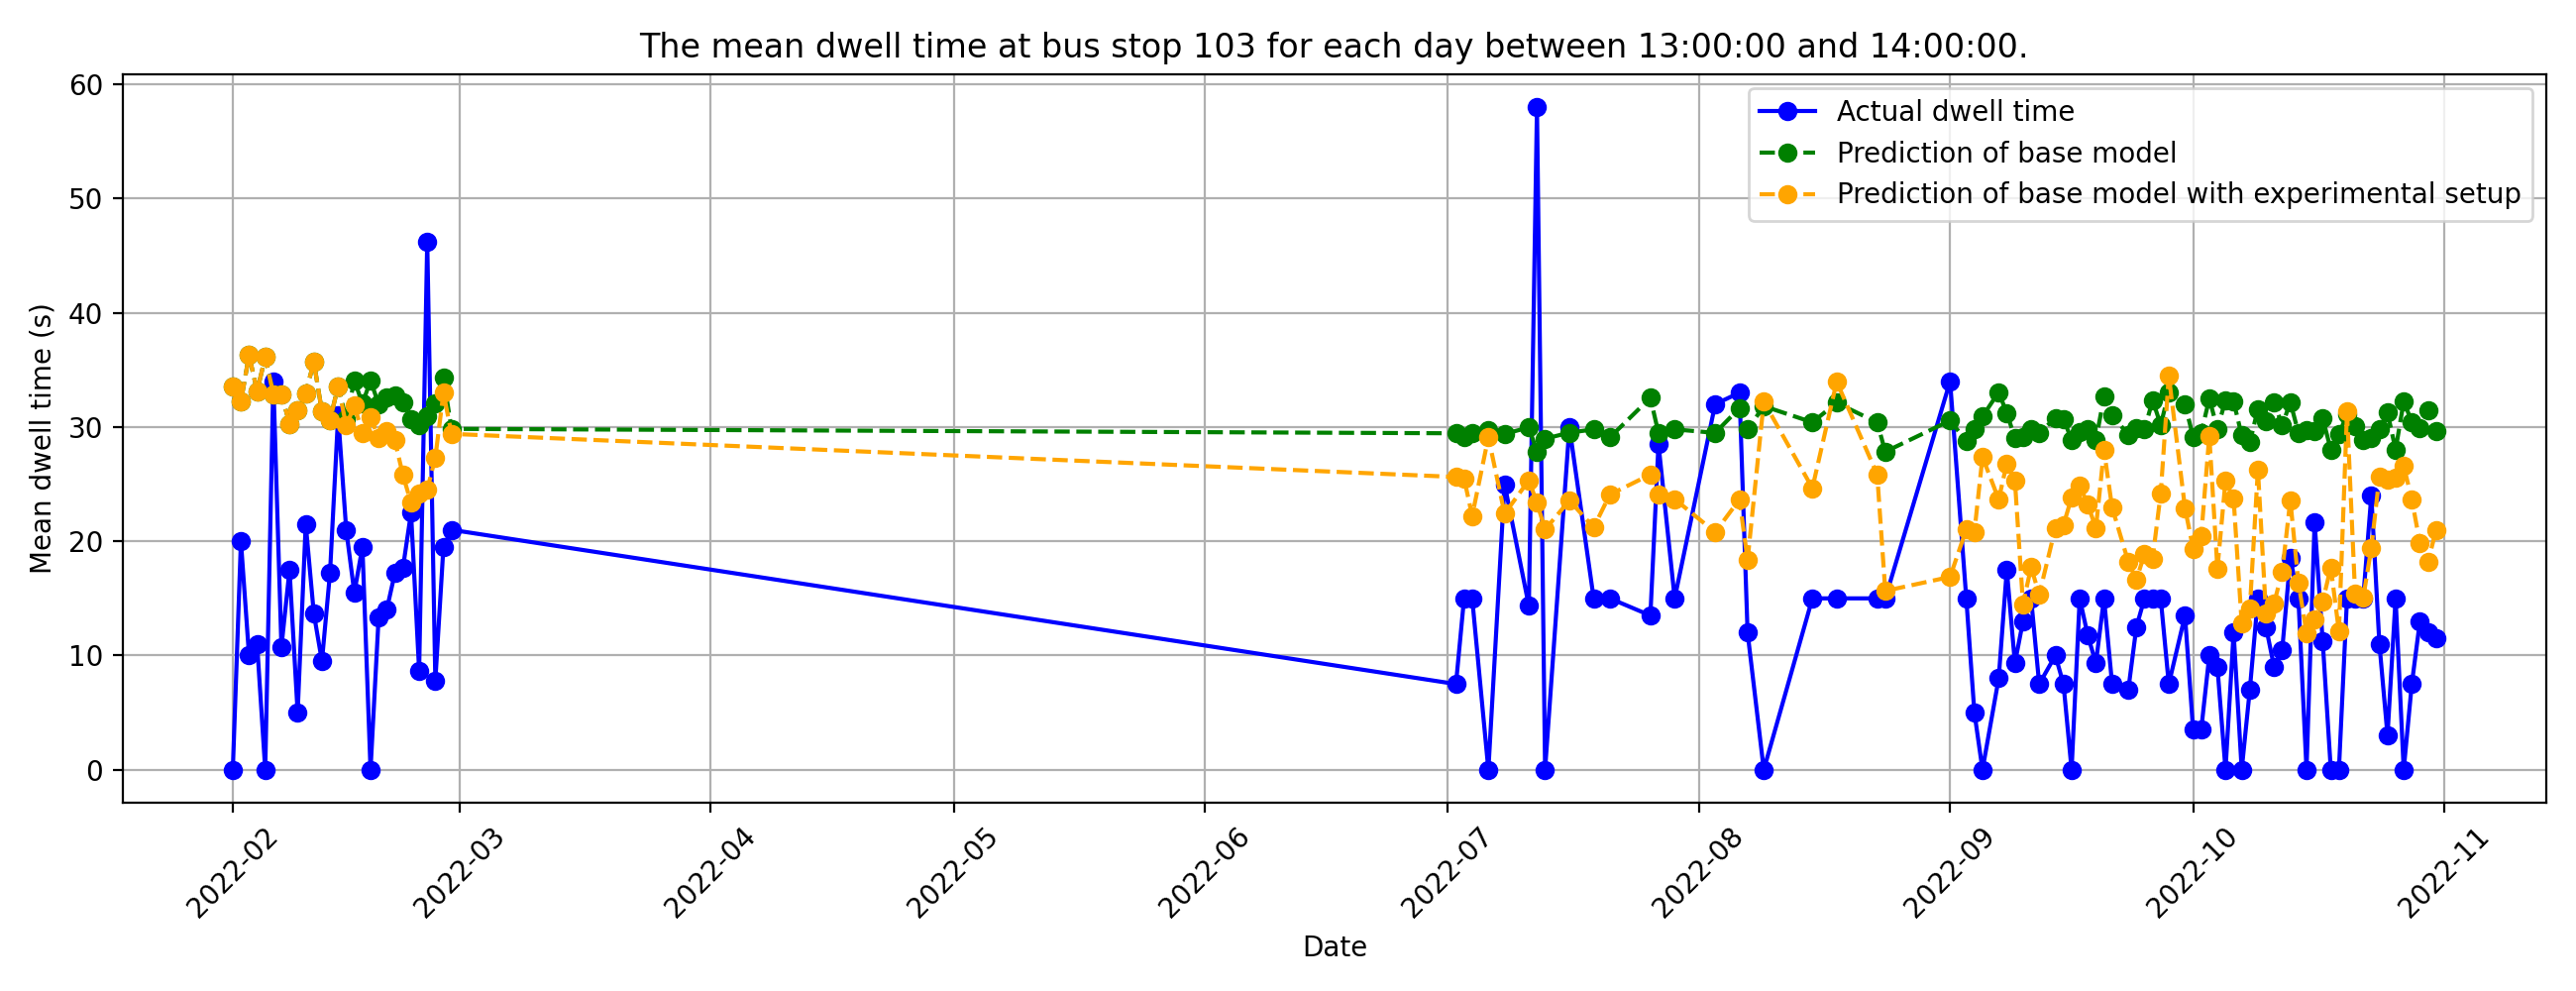 The mean dwell time at bus stop 103 for each day between 13:00:00 and 14:00:00.
60
50
40
30
20
10
0
Mean dwell time (s)
Actual dwell time
Prediction of base model
Prediction of base model with experimental setup
2022-02
2022-03
2022-04
2022-05
2022-06
2022-07
2022-08
2022-09
2022-10
2022-11
Date